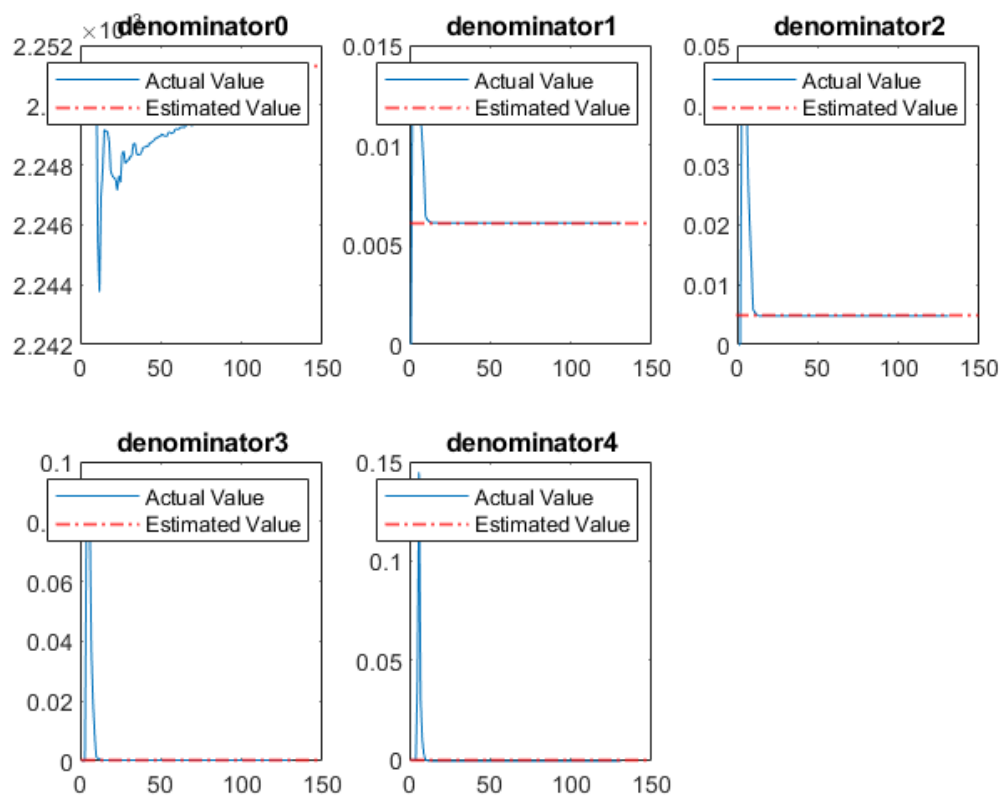 ×10⁻³
denominator0
2.252
Actual Value
Estimated Value
2.248
2.246
2.244
2.242
0 50 100 150
denominator1
0.015
Actual Value
Estimated Value
0.01
0.005
0
0 50 100 150
denominator2
0.05
Actual Value
Estimated Value
0.03
0.02
0.01
0
0 50 100 150
denominator3
0.1
Actual Value
Estimated Value
0.06
0.04
0.02
0
0 50 100 150
denominator4
0.15
Actual Value
Estimated Value
0.1
0.05
0
0 50 100 150